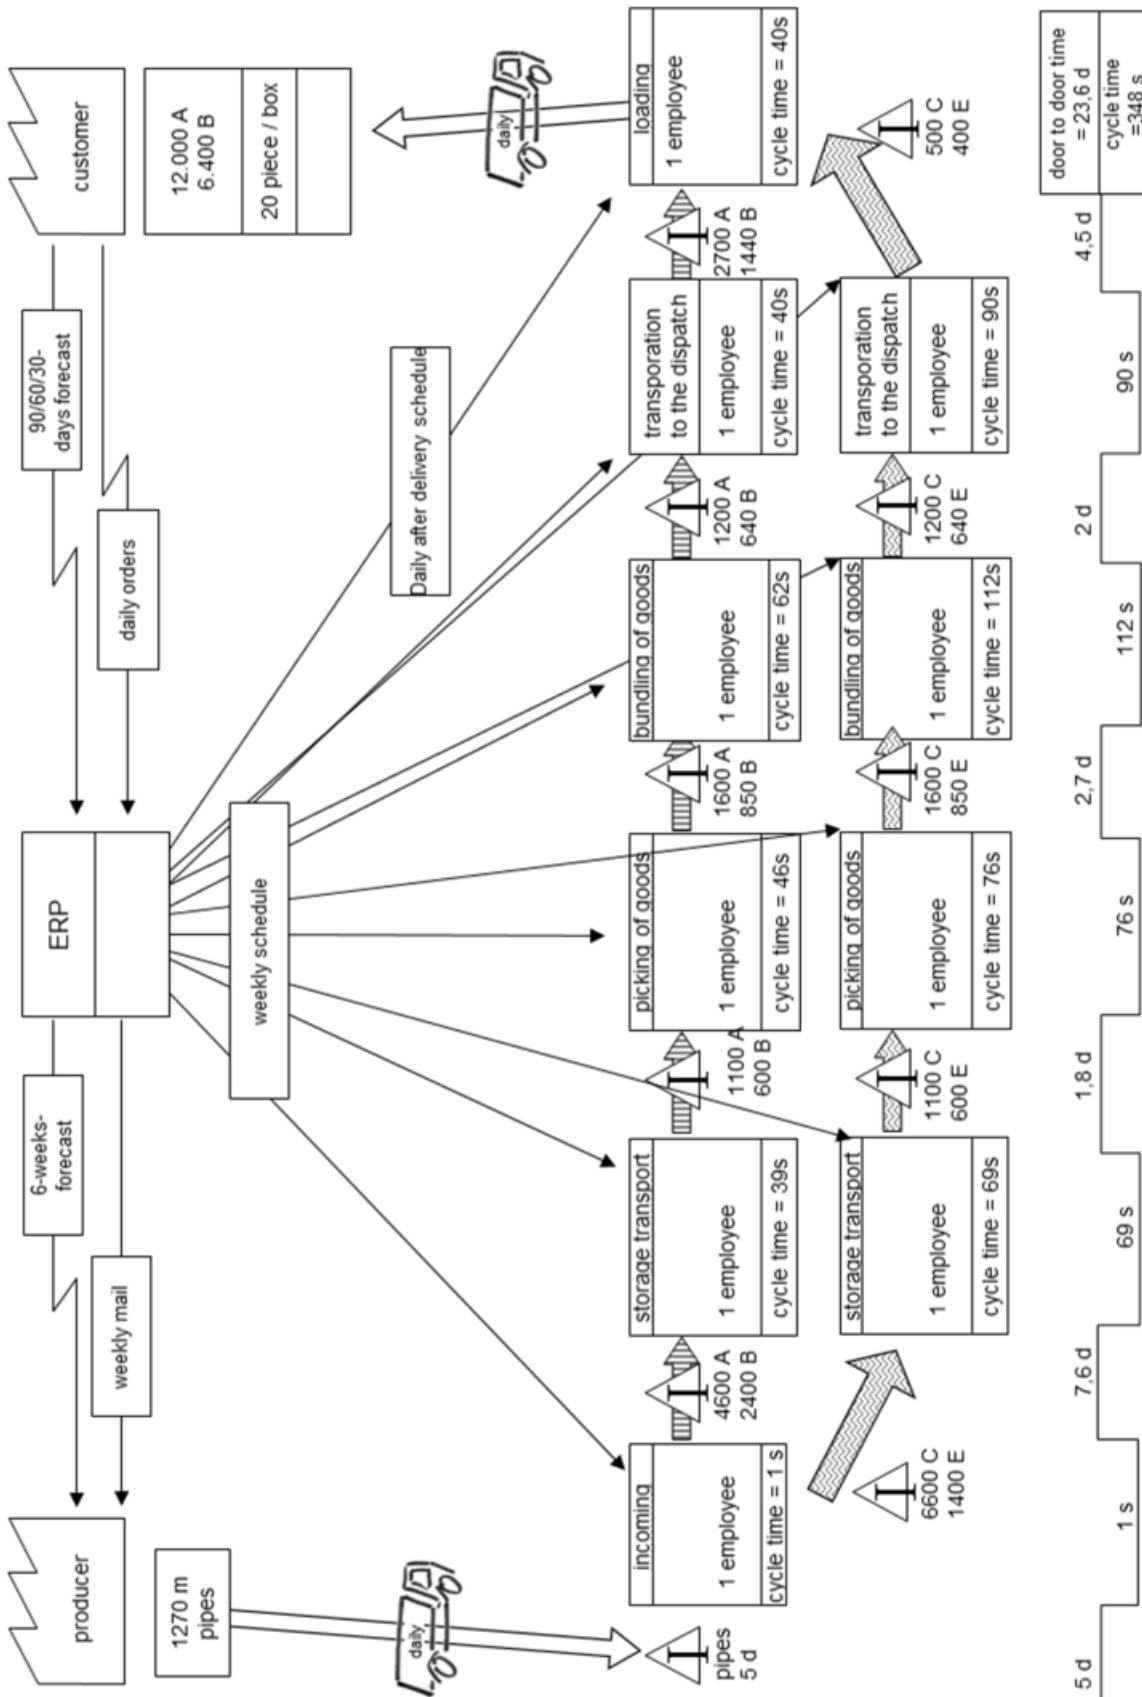 producer
6-weeks-
forecast
weekly mail
ERP
90/60/30-
days forecast
daily orders
customer
1270 m
pipes
12.000 A
6.400 B
20 piece / box
daily
daily
weekly schedule
Daily after delivery schedule
pipes
5 d
incoming
1 employee
cycle time = 1 s
4600 A
2400 B
storage transport
1 employee
cycle time = 39s
1100 A
600 B
picking of goods
1 employee
cycle time = 46s
1600 A
850 B
bundling of goods
1 employee
cycle time = 62s
1200 A
640 B
transporation
to the dispatch
1 employee
cycle time = 40s
2700 A
1440 B
loading
1 employee
cycle time = 40s
6600 C
1400 E
storage transport
1 employee
cycle time = 69s
1100 C
600 E
picking of goods
1 employee
cycle time = 76s
1600 C
850 E
bundling of goods
1 employee
cycle time = 112s
1200 C
640 E
transporation
to the dispatch
1 employee
cycle time = 90s
500 C
400 E
5 d
1 s
7,6 d
69 s
1,8 d
76 s
2,7 d
112 s
2 d
90 s
4,5 d
door to door time
= 23,6 d
cycle time
=348 s